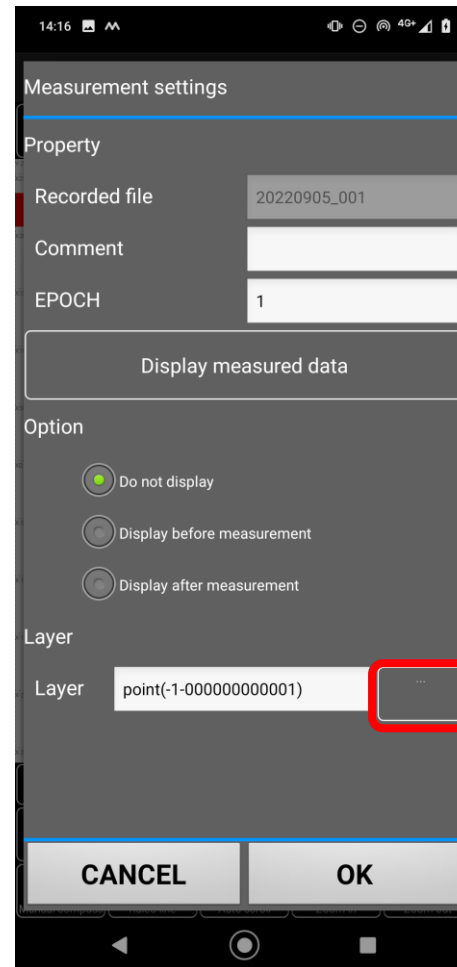 14:16 4G+
Measurement settings
Property
Recorded file 20220905_001
Comment
EPOCH 1
Display measured data
Option
Do not display
Display before measurement
Display after measurement
Layer
Layer point(-1-000000000001) ...
CANCEL OK